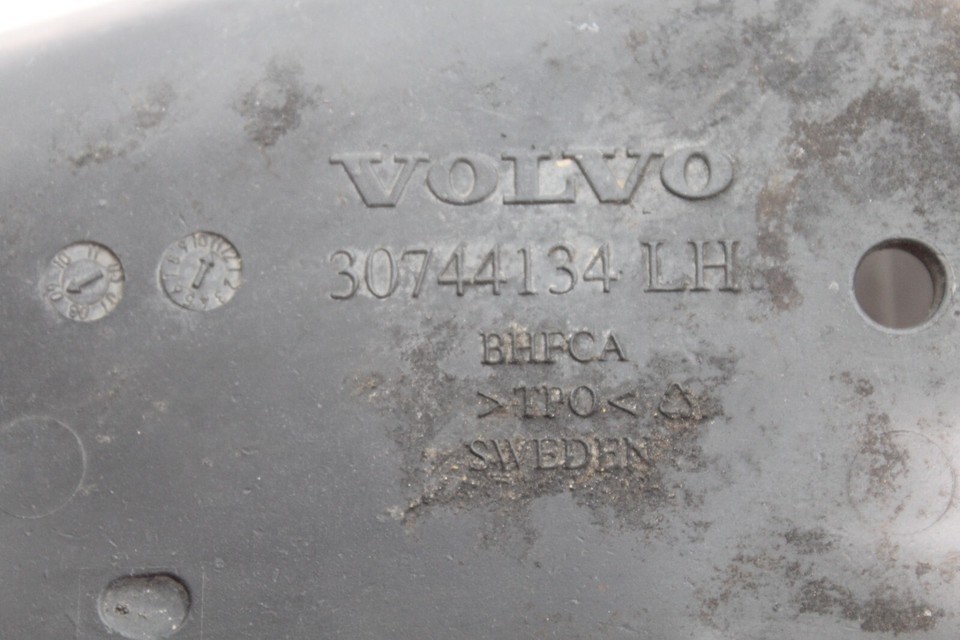 VOLVO
30744134 LH
BHFCA
>TPO<
SWEDEN